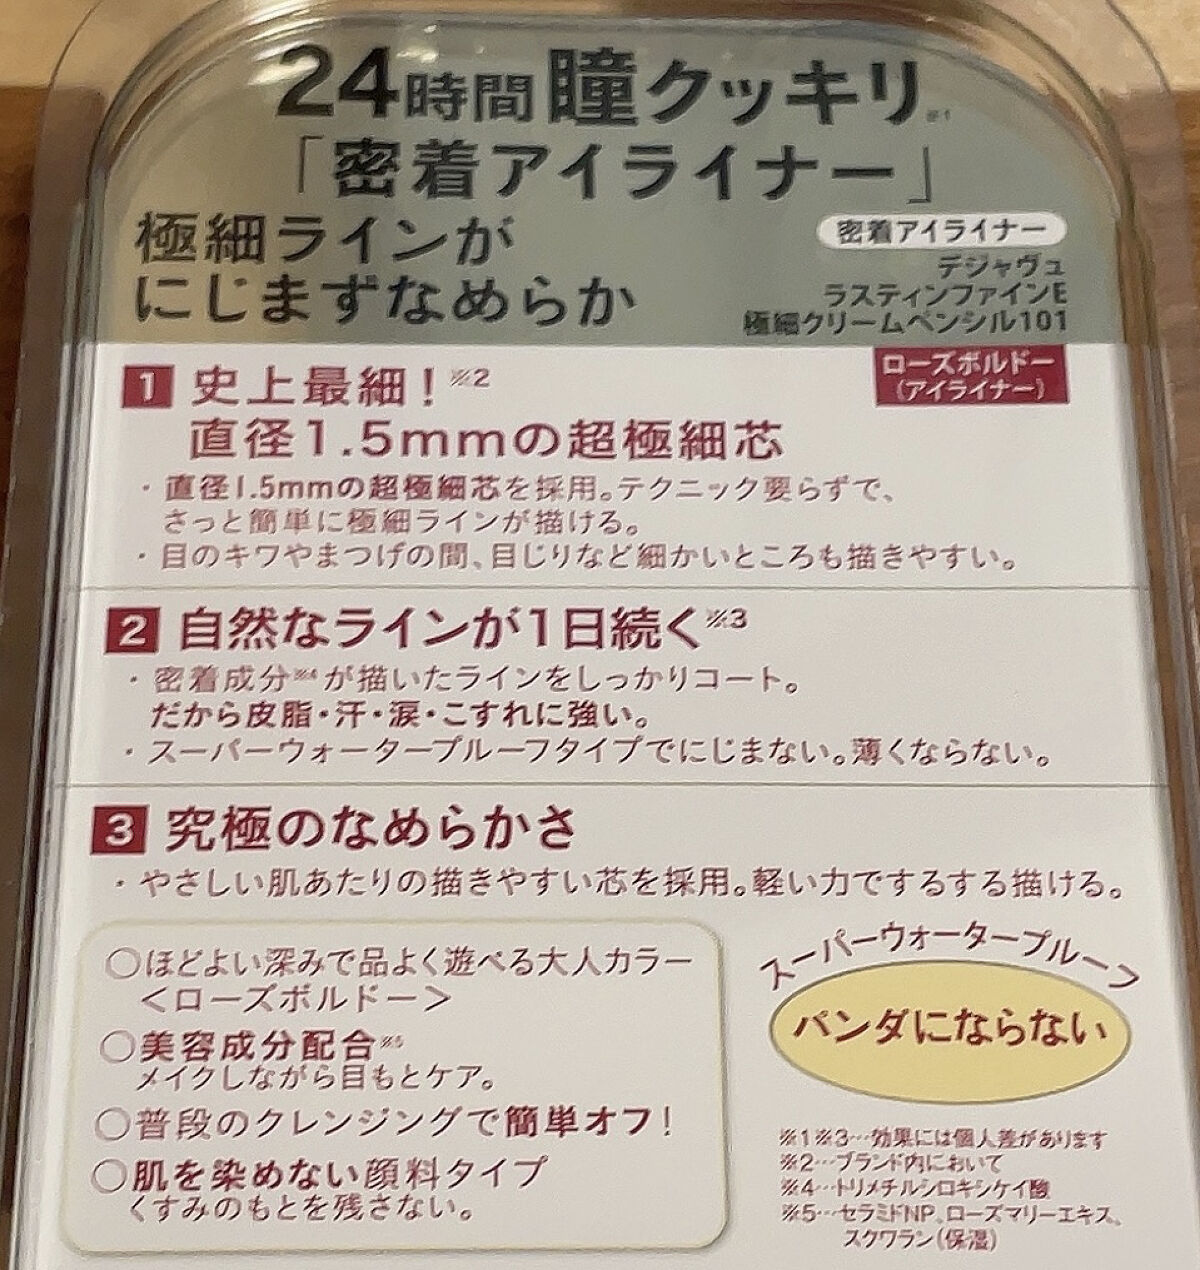 24時間 瞳クッキリ※1
「密着アイライナー」
極細ラインが
にじまずなめらか
密着アイライナー
デジャヴュ
ラスティンファインE
極細クリームペンシル101
ローズボルドー
(アイライナー)
1 史上最細!※2
直径1.5mmの超極細芯
・直径1.5mmの超極細芯を採用。テクニック要らずで、
さっと簡単に極細ラインが描ける。
・目のキワやまつげの間、目じりなど細かいところも描きやすい。
2 自然なラインが1日続く※3
・密着成分※4が描いたラインをしっかりコート。
だから皮脂・汗・涙・こすれに強い。
・スーパーウォータープルーフタイプでにじまない。薄くならない。
3 究極のなめらかさ
・やさしい肌あたりの描きやすい芯を採用。軽い力でするする描ける。
○ほどよい深みで品よく遊べる大人カラー
<ローズボルドー>
○美容成分配合※5
メイクしながら目もとケア。
○普段のクレンジングで簡単オフ!
○肌を染めない顔料タイプ
くすみのもとを残さない。
スーパーウォータープルーフ
パンダにならない
※1※3…効果には個人差があります
※2…ブランド内において
※4…トリメチルシロキシケイ酸
※5…セラミドNP、ローズマリーエキス、
スクワラン(保湿)